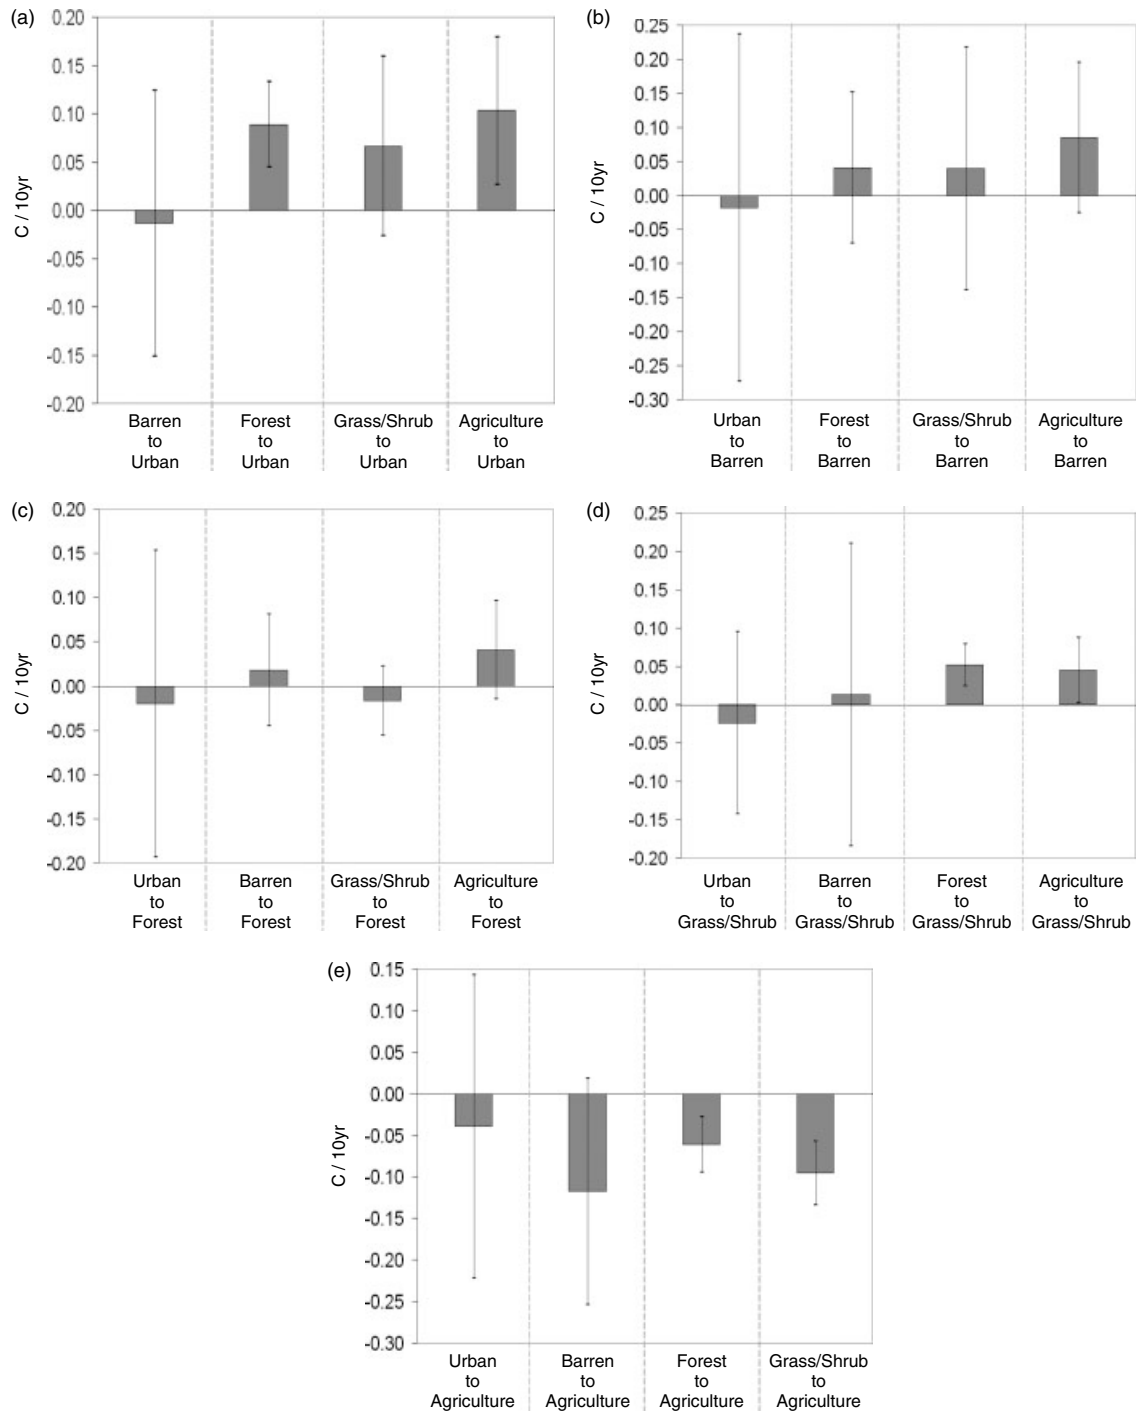 (a)
0.20
0.15
0.10
0.05
0.00
-0.05
-0.10
-0.15
-0.20
C / 10yr
Barren to Urban
Forest to Urban
Grass/Shrub to Urban
Agriculture to Urban
(b)
0.25
0.20
0.15
0.10
0.05
0.00
-0.05
-0.10
-0.15
-0.20
-0.25
-0.30
C / 10yr
Urban to Barren
Forest to Barren
Grass/Shrub to Barren
Agriculture to Barren
(c)
0.20
0.15
0.10
0.05
0.00
-0.05
-0.10
-0.15
-0.20
C / 10yr
Urban to Forest
Barren to Forest
Grass/Shrub to Forest
Agriculture to Forest
(d)
0.25
0.20
0.15
0.10
0.05
0.00
-0.05
-0.10
-0.15
-0.20
C / 10yr
Urban to Grass/Shrub
Barren to Grass/Shrub
Forest to Grass/Shrub
Agriculture to Grass/Shrub
(e)
0.15
0.10
0.05
0.00
-0.05
-0.10
-0.15
-0.20
-0.25
-0.30
C / 10yr
Urban to Agriculture
Barren to Agriculture
Forest to Agriculture
Grass/Shrub to Agriculture